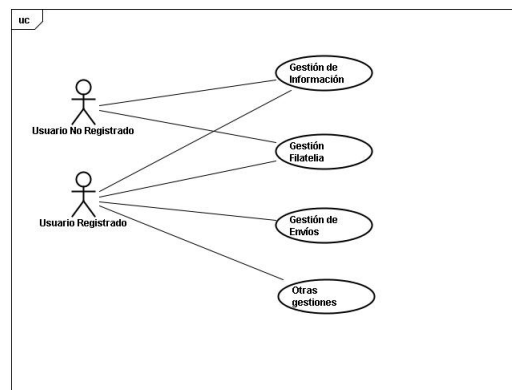 uc
Gestión de
Información
Usuario No Registrado
Gestión
Filatelia
Usuario Registrado
Gestión de
Envíos
Otras
gestiones